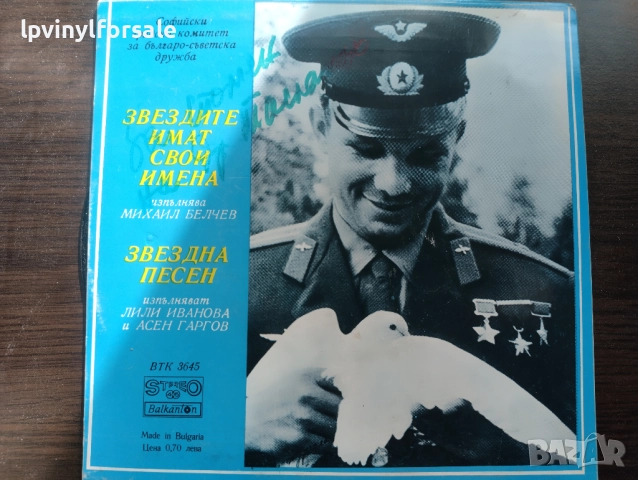 lpvinylforsale
Софийски
комитет
за българо-съветска
дружба
ЗВЕЗДИТЕ
ИМАТ
СВОИ
ИМЕНА
изпълнява
МИХАИЛ БЕЛЧЕВ
ЗВЕЗДНА
ПЕСЕН
изпълняват
ЛИЛИ ИВАНОВА
и АСЕН ГАРГОВ
ВТК 3645
STEREO
Balkanton
Made in Bulgaria
Цена 0,70 лева
BAZAR